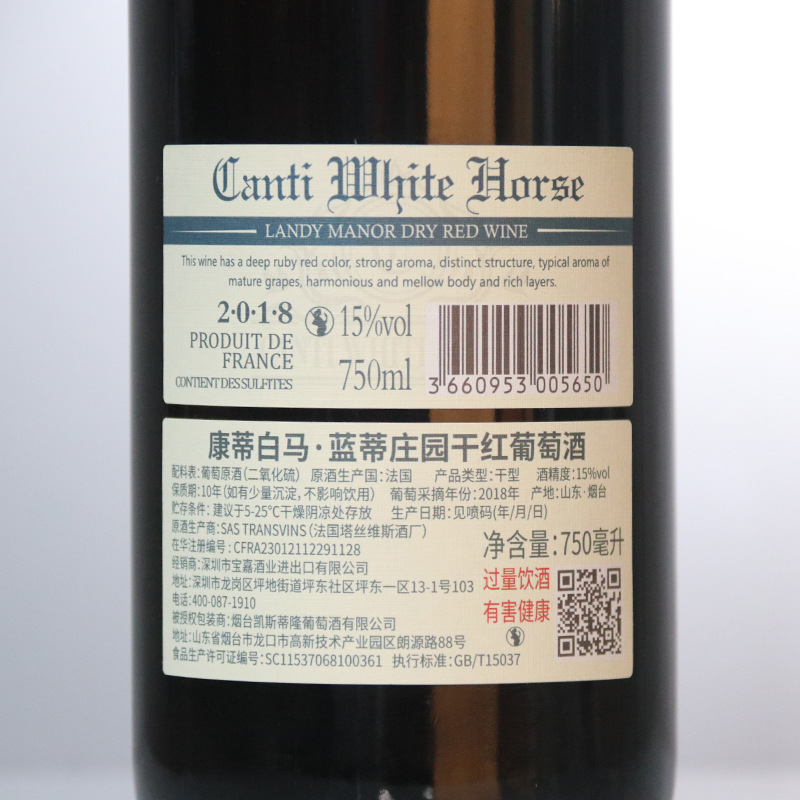 Canti White Horse
LANDY MANOR DRY RED WINE
This wine has a deep ruby red color, strong aroma, distinct structure, typical aroma of
mature grapes, harmonious and mellow body and rich layers.
2·0·1·8
PRODUIT DE
FRANCE
CONTIENT DES SULFITES
15%vol
750ml
3 660953 005650
康蒂白马·蓝蒂庄园干红葡萄酒
配料表:葡萄原酒(二氧化硫) 原酒生产国:法国 产品类型:干型 酒精度:15%vol
保质期:10年(如有少量沉淀,不影响饮用) 葡萄采摘年份:2018年 产地:山东·烟台
贮存条件: 建议于5-25℃干燥阴凉处存放 生产日期:见喷码(年/月/日)
原酒生产商:SAS TRANSVINS(法国塔丝维斯酒厂)
在华注册编号:CFRA23012112291128
经销商:深圳市宝嘉酒业进出口有限公司
地址:深圳市龙岗区坪地街道坪东社区坪东一区13-1号103
电话:400-087-1910
被授权包装商:烟台凯斯蒂隆葡萄酒有限公司
地址:山东省烟台市龙口市高新技术产业园区朗源路88号
食品生产许可证编号:SC11537068100361 执行标准:GB/T15037
净含量:750毫升
过量饮酒
有害健康